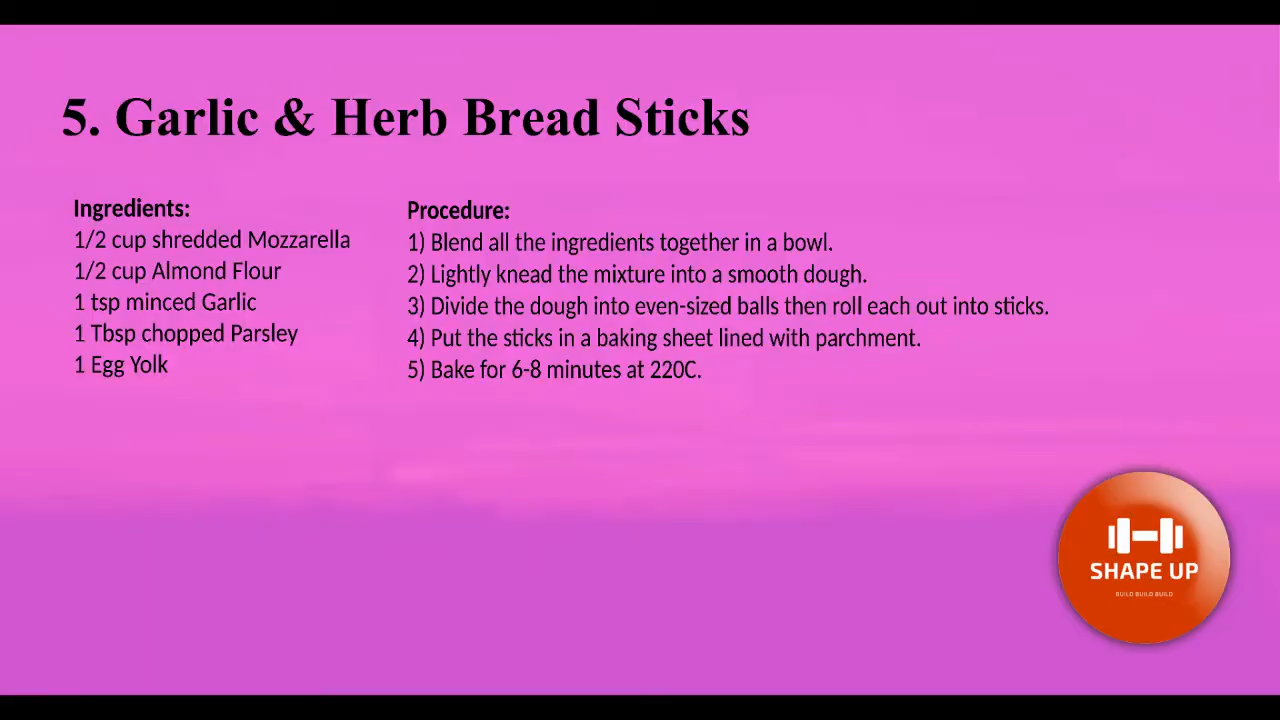 5. Garlic & Herb Bread Sticks
Ingredients:
1/2 cup shredded Mozzarella
1/2 cup Almond Flour
1 tsp minced Garlic
1 Tbsp chopped Parsley
1 Egg Yolk
Procedure:
1) Blend all the ingredients together in a bowl.
2) Lightly knead the mixture into a smooth dough.
3) Divide the dough into even-sized balls then roll each out into sticks.
4) Put the sticks in a baking sheet lined with parchment.
5) Bake for 6-8 minutes at 220C.
SHAPE UP
BUILD BUILD BUILD